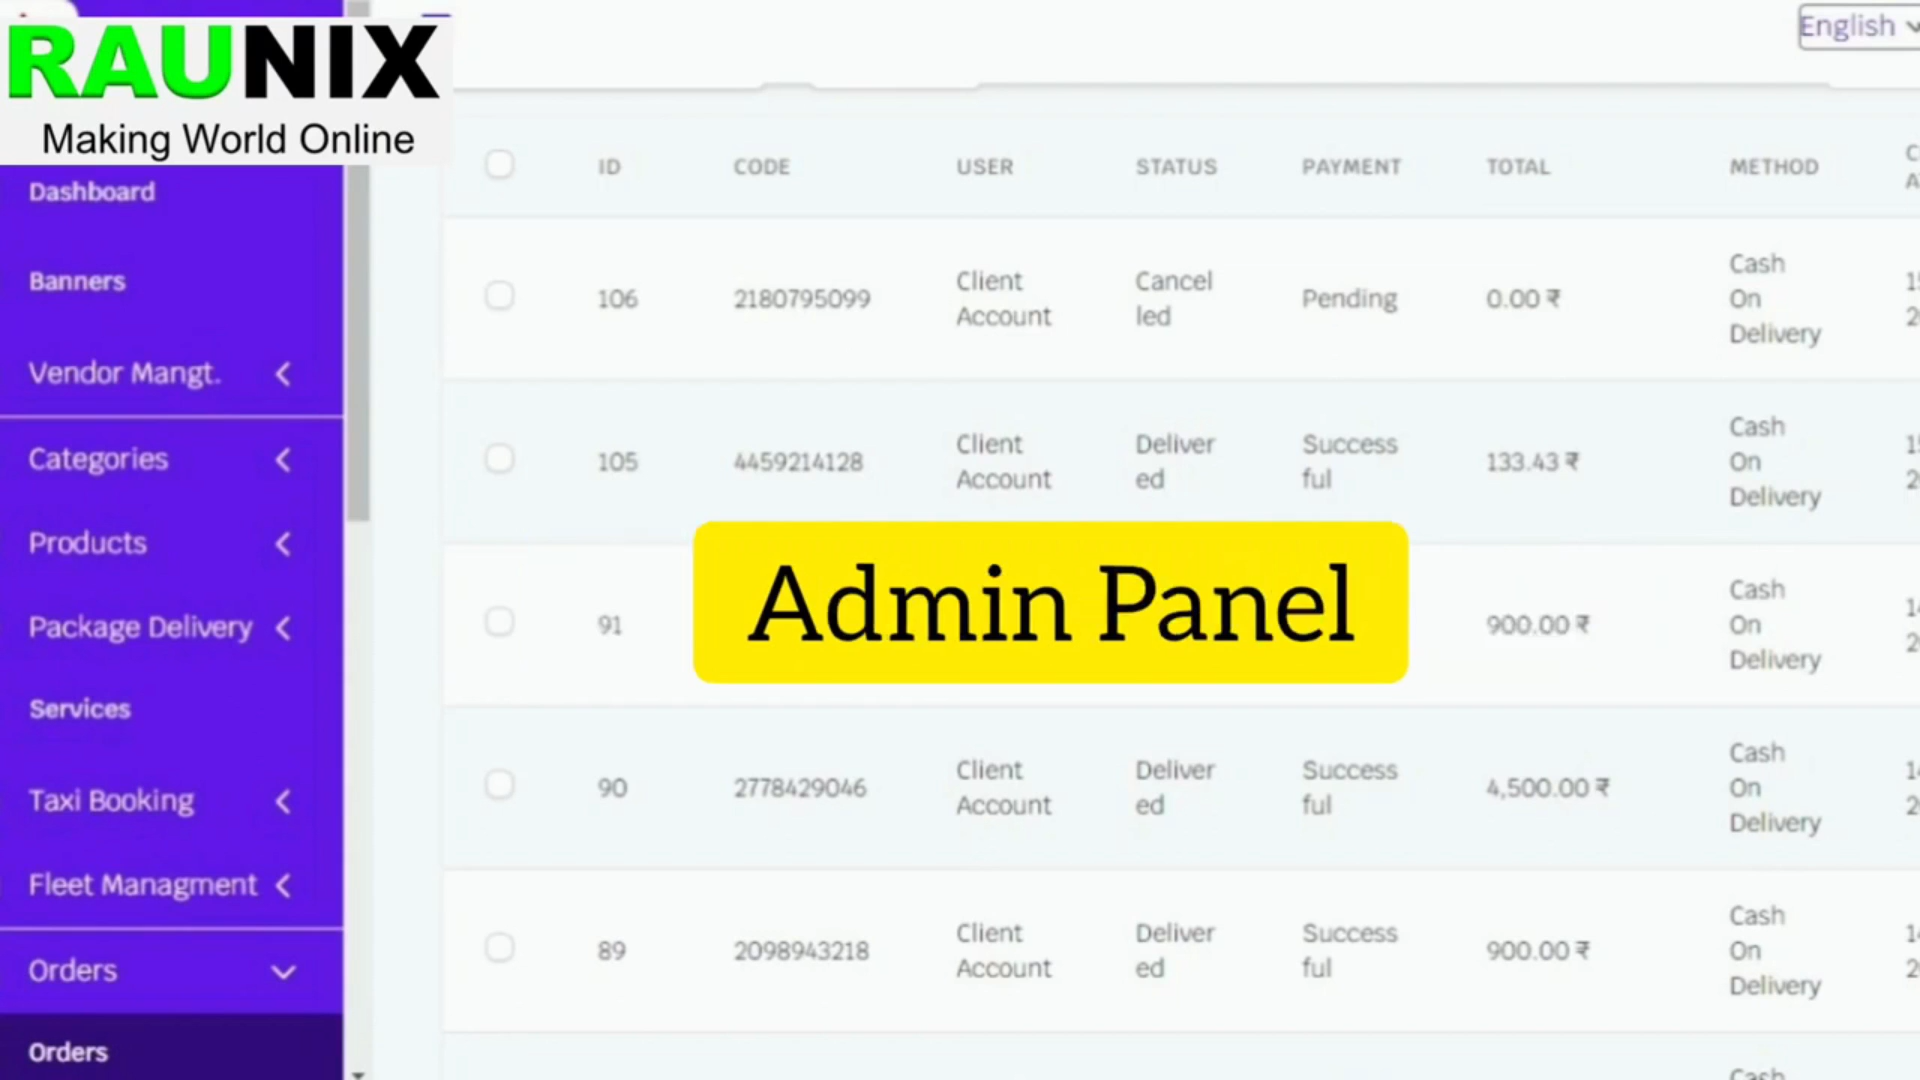 RAUNIX
Making World Online
English
Dashboard
Banners
Vendor Mangt.
Categories
Products
Package Delivery
Services
Taxi Booking
Fleet Managment
Orders
Orders
ID CODE USER STATUS PAYMENT TOTAL METHOD
106 2180795099 Client Account Cancel led Pending 0.00 ₹ Cash On Delivery
105 4459214128 Client Account Deliver ed Success ful 133.43 ₹ Cash On Delivery
91 900.00 ₹ Cash On Delivery
Admin Panel
90 2778429046 Client Account Deliver ed Success ful 4,500.00 ₹ Cash On Delivery
89 2098943218 Client Account Deliver ed Success ful 900.00 ₹ Cash On Delivery
Cash